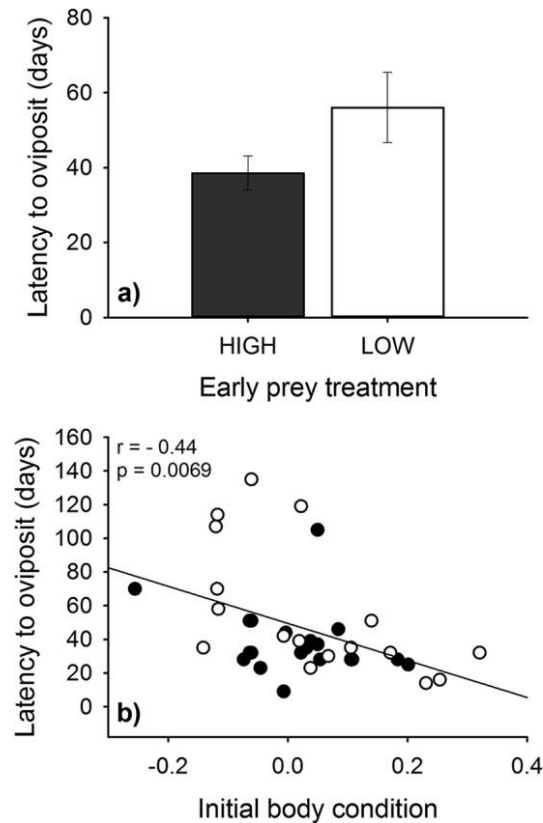 80
60
40
20
0
Latency to oviposit (days)
a)
HIGH LOW
Early prey treatment
160
140
120
100
80
60
40
20
0
Latency to oviposit (days)
r = - 0.44
p = 0.0069
b)
-0.2 0.0 0.2 0.4
Initial body condition